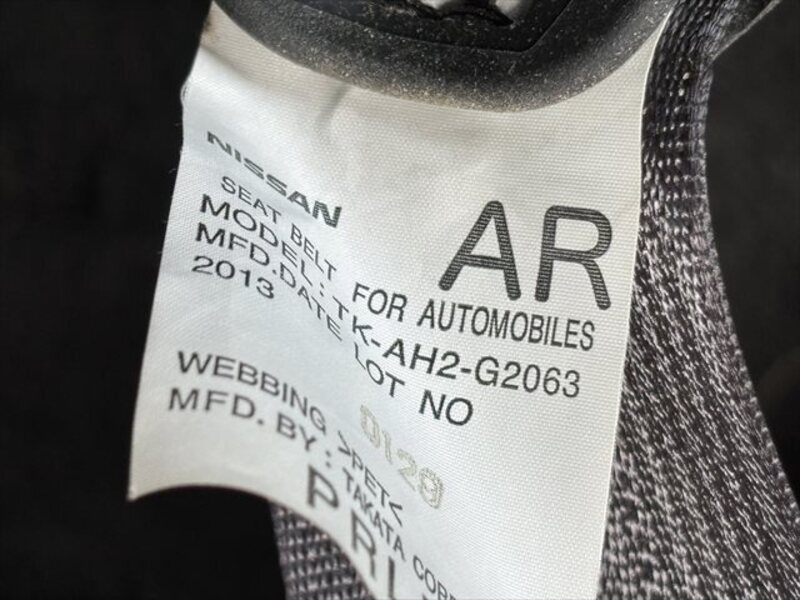 NISSAN
AR
SEAT BELT FOR AUTOMOBILES
MODEL: TK-AH2-G2063
MFD.DATE LOT NO
2013 0129
WEBBING >PET<
MFD. BY: TAKATA CORP